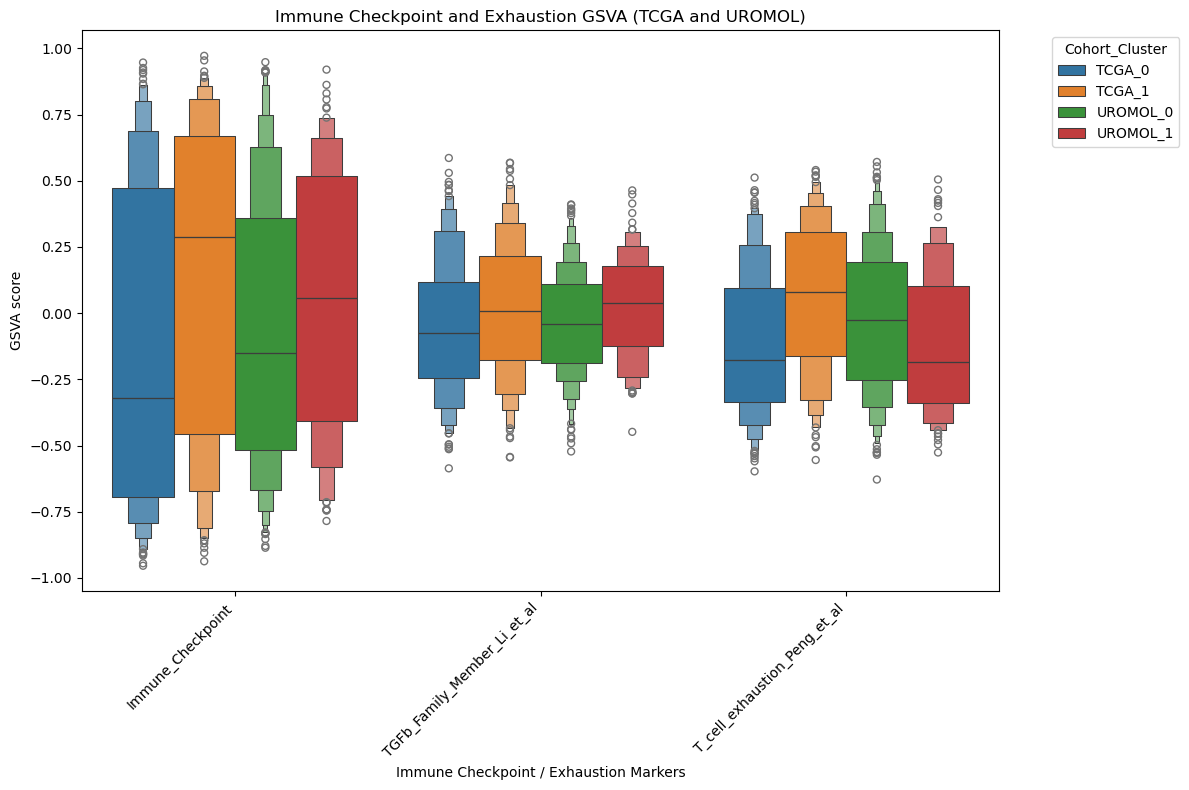 Immune Checkpoint and Exhaustion GSVA (TCGA and UROMOL)
Cohort_Cluster
TCGA_0
TCGA_1
UROMOL_0
UROMOL_1
GSVA score
1.00
0.75
0.50
0.25
0.00
−0.25
−0.50
−0.75
−1.00
Immune_Checkpoint
TGFb_Family_Member_Li_et_al
T_cell_exhaustion_Peng_et_al
Immune Checkpoint / Exhaustion Markers